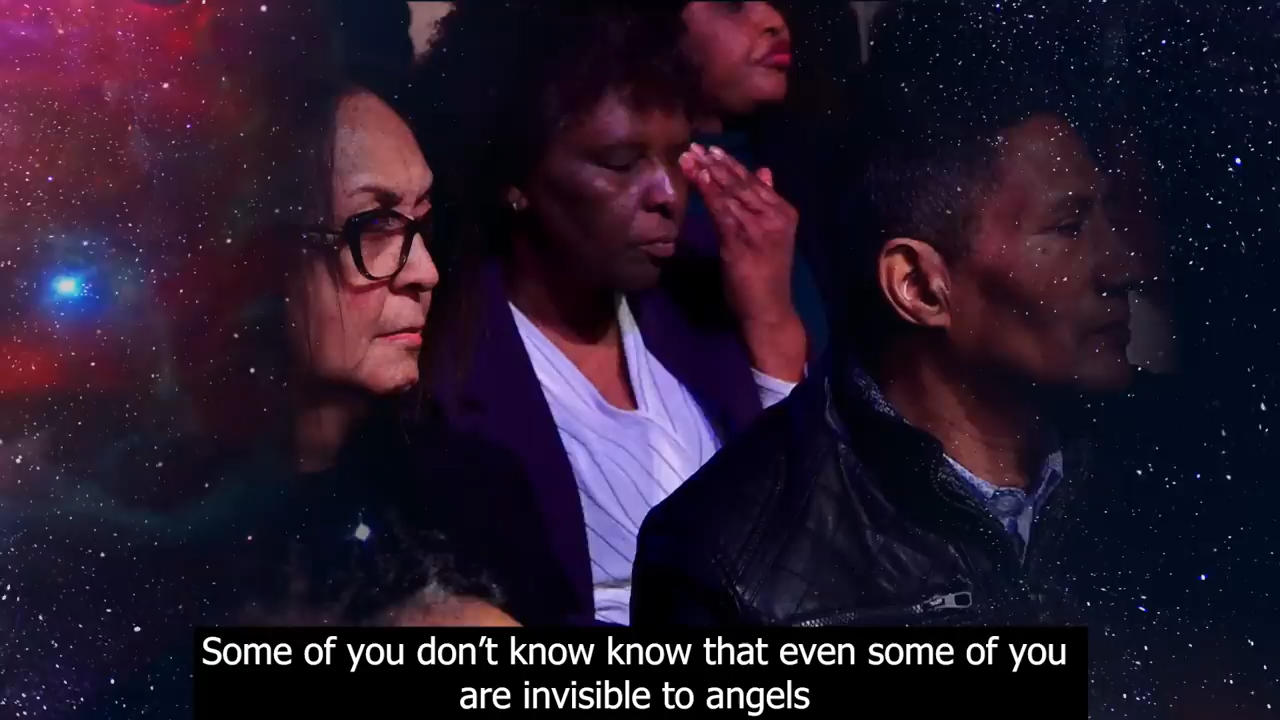 Some of you don’t know know that even some of you
are invisible to angels